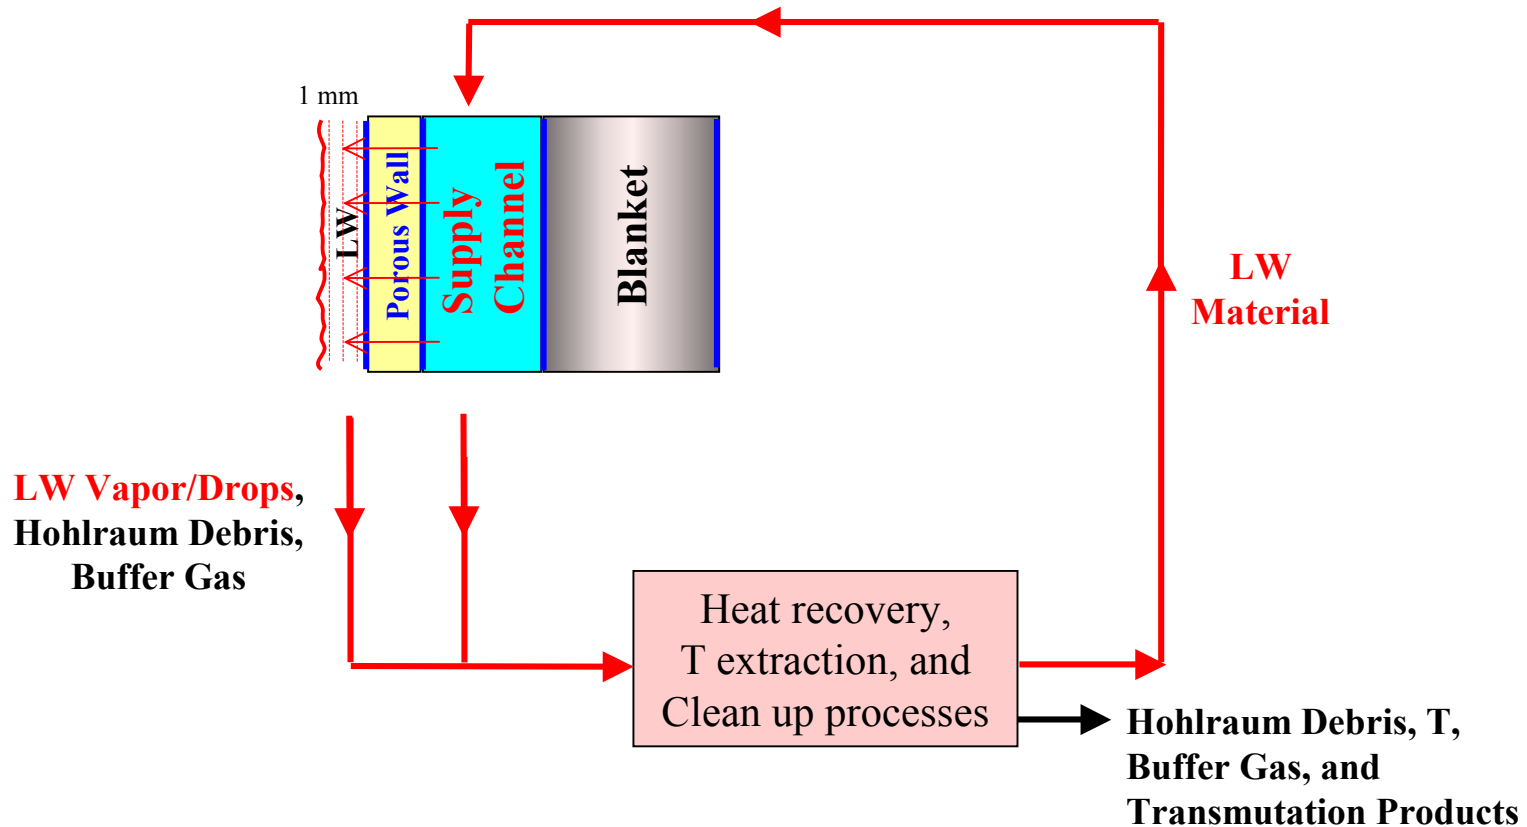 1 mm
LW
Porous Wall
Supply
Channel
Blanket
LW
Material
LW Vapor/Drops,
Hohlraum Debris,
Buffer Gas
Heat recovery,
T extraction, and
Clean up processes
Hohlraum Debris, T,
Buffer Gas, and
Transmutation Products